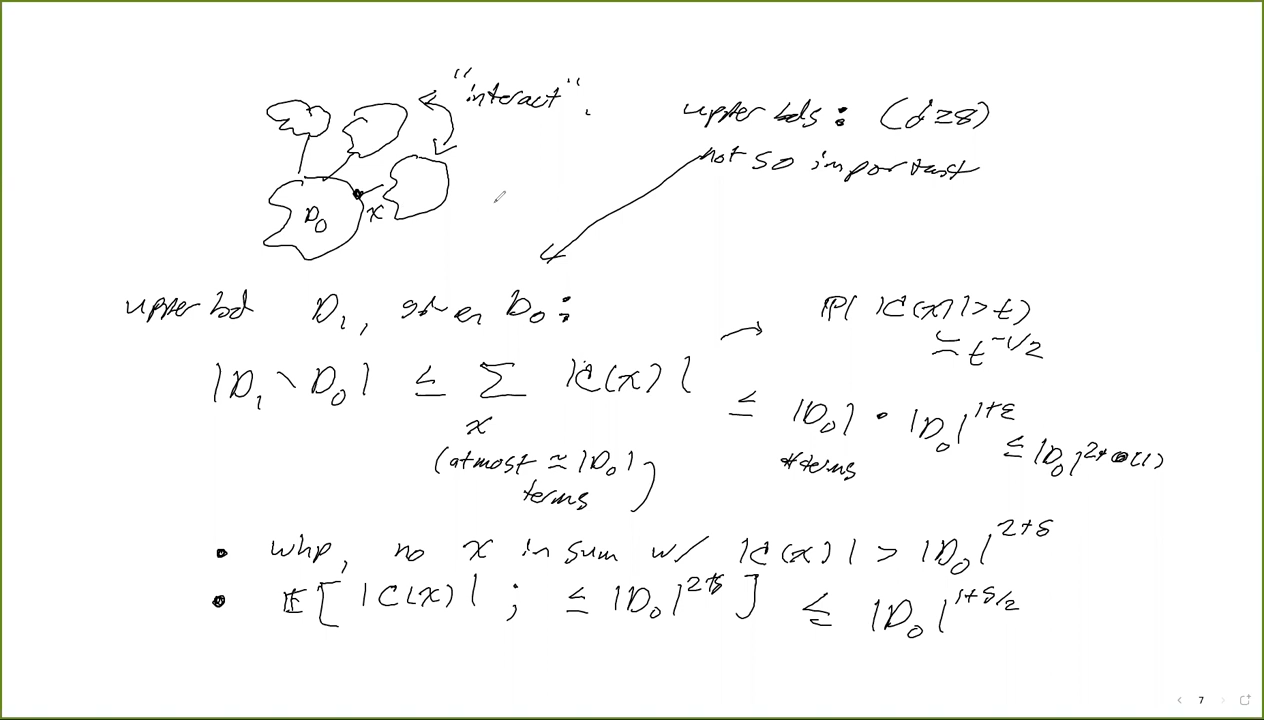 "interact".
upper bds: (d≥8)
not so important
D₀
x
upper bd D₁, given D₀:
ℙ( |C(x)| > t)
≍ t^{-1/2}
|D₁ \ D₀| ≤ Σ |C(x)|
x
≤ |D₀| • |D₀|^{1+ε}
≤ |D₀|^{2+o(1)}
(at most ≈ |D₀|)
terms
# terms
• whp, no x in sum w/ |C(x)| > |D₀|^{2+δ}
• 𝔼[ |C(x)| ; ≤ |D₀|^{2+δ} ] ≤ |D₀|^{1+δ/2}
7